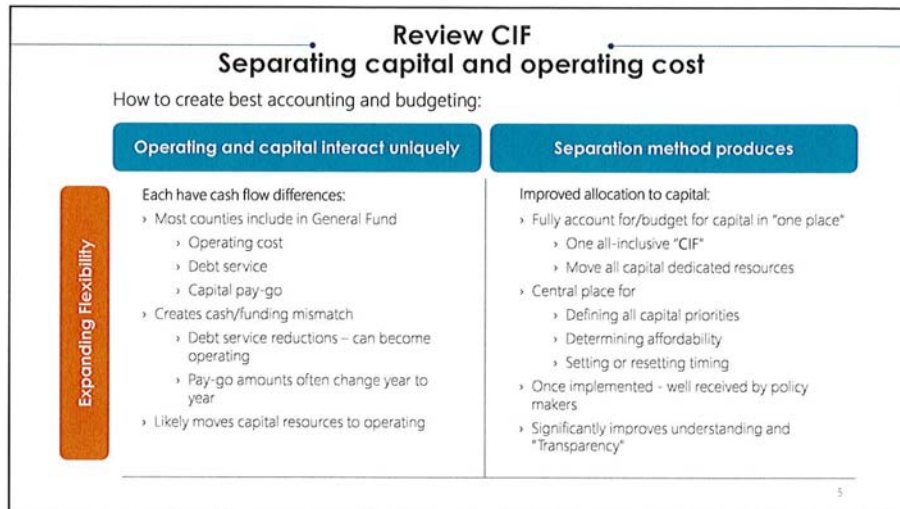 Review CIF
Separating capital and operating cost
How to create best accounting and budgeting:
Operating and capital interact uniquely
Separation method produces
Expanding Flexibility
Each have cash flow differences:
› Most counties include in General Fund
› Operating cost
› Debt service
› Capital pay-go
› Creates cash/funding mismatch
› Debt service reductions – can become
operating
› Pay-go amounts often change year to
year
› Likely moves capital resources to operating
Improved allocation to capital:
› Fully account for/budget for capital in "one place"
› One all-inclusive "CIF"
› Move all capital dedicated resources
› Central place for
› Defining all capital priorities
› Determining affordability
› Setting or resetting timing
› Once implemented - well received by policy
makers
› Significantly improves understanding and
"Transparency"
5